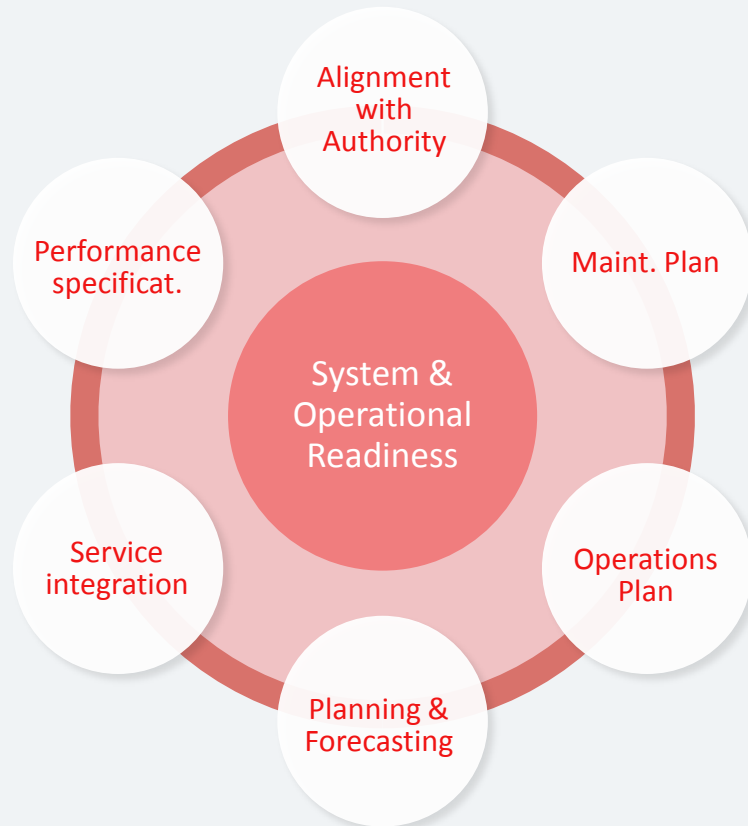 Alignment
with
Authority
Maint. Plan
Operations
Plan
Planning &
Forecasting
Service
integration
Performance
specificat.
System &
Operational
Readiness